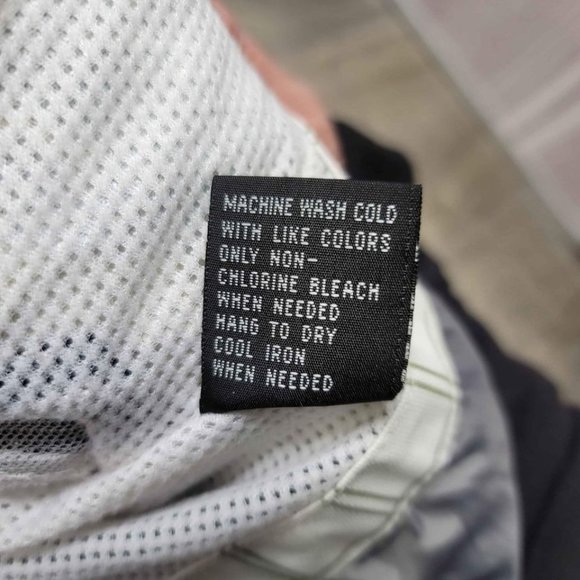 MACHINE WASH COLD
WITH LIKE COLORS
ONLY NON-
CHLORINE BLEACH
WHEN NEEDED
HANG TO DRY
COOL IRON
WHEN NEEDED